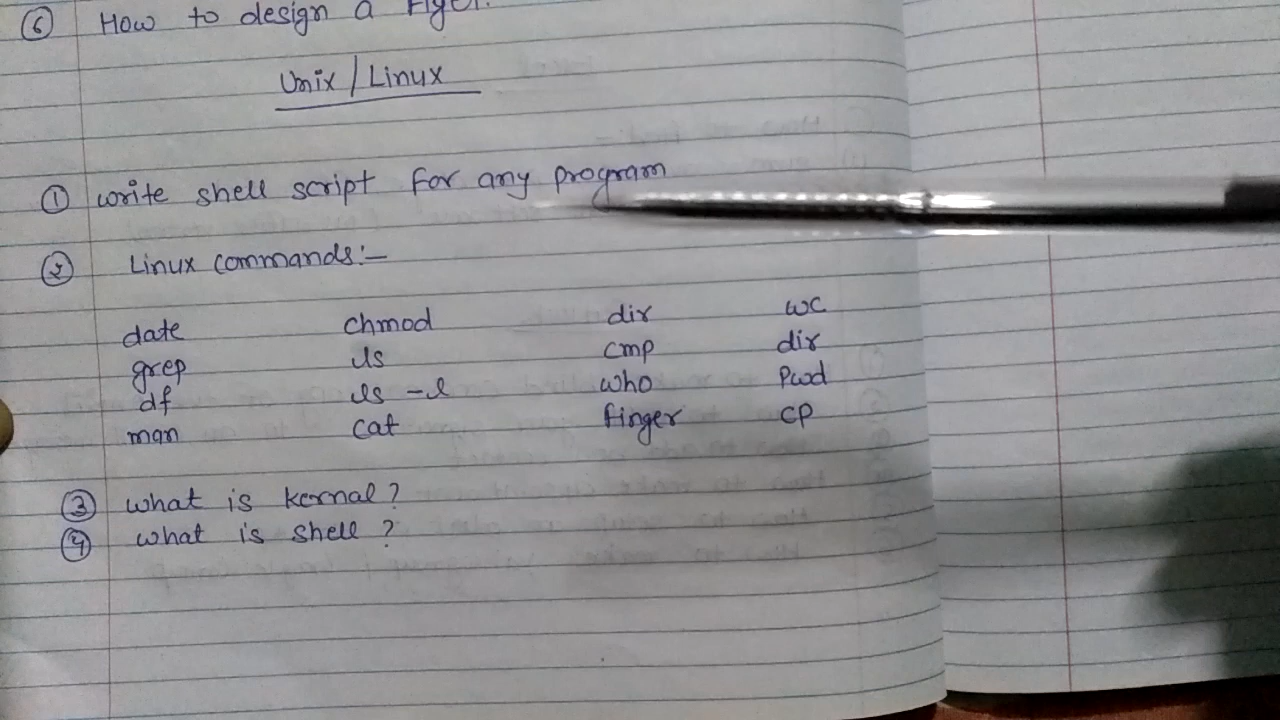 ⑥ How to design a
Unix / Linux
① write shell script for any program
② Linux commands:-
date chmod dir wc
grep ls cmp dir
df ls -l who Pwd
man cat finger cp
③ what is kernal?
④ what is shell?